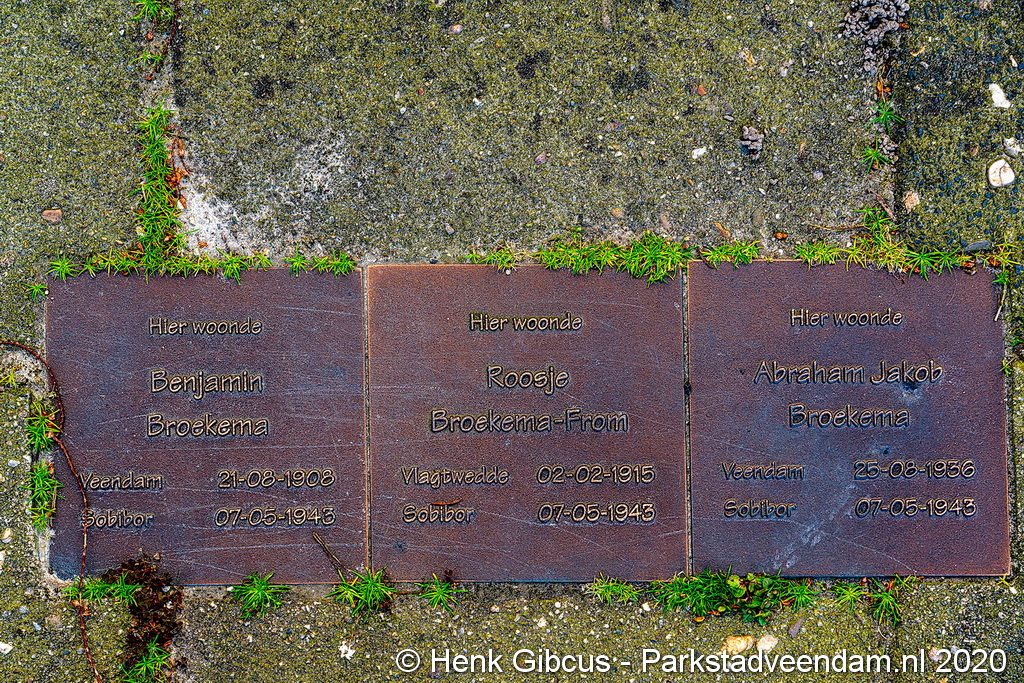 Hier woonde
Benjamin
Broekema
Veendam 21-08-1908
Sobibor 07-05-1943
Hier woonde
Roosje
Broekema-From
Vlagtwedde 02-02-1915
Sobibor 07-05-1943
Hier woonde
Abraham Jakob
Broekema
Veendam 25-08-1936
Sobibor 07-05-1943
© Henk Gibcus - Parkstadveendam.nl 2020